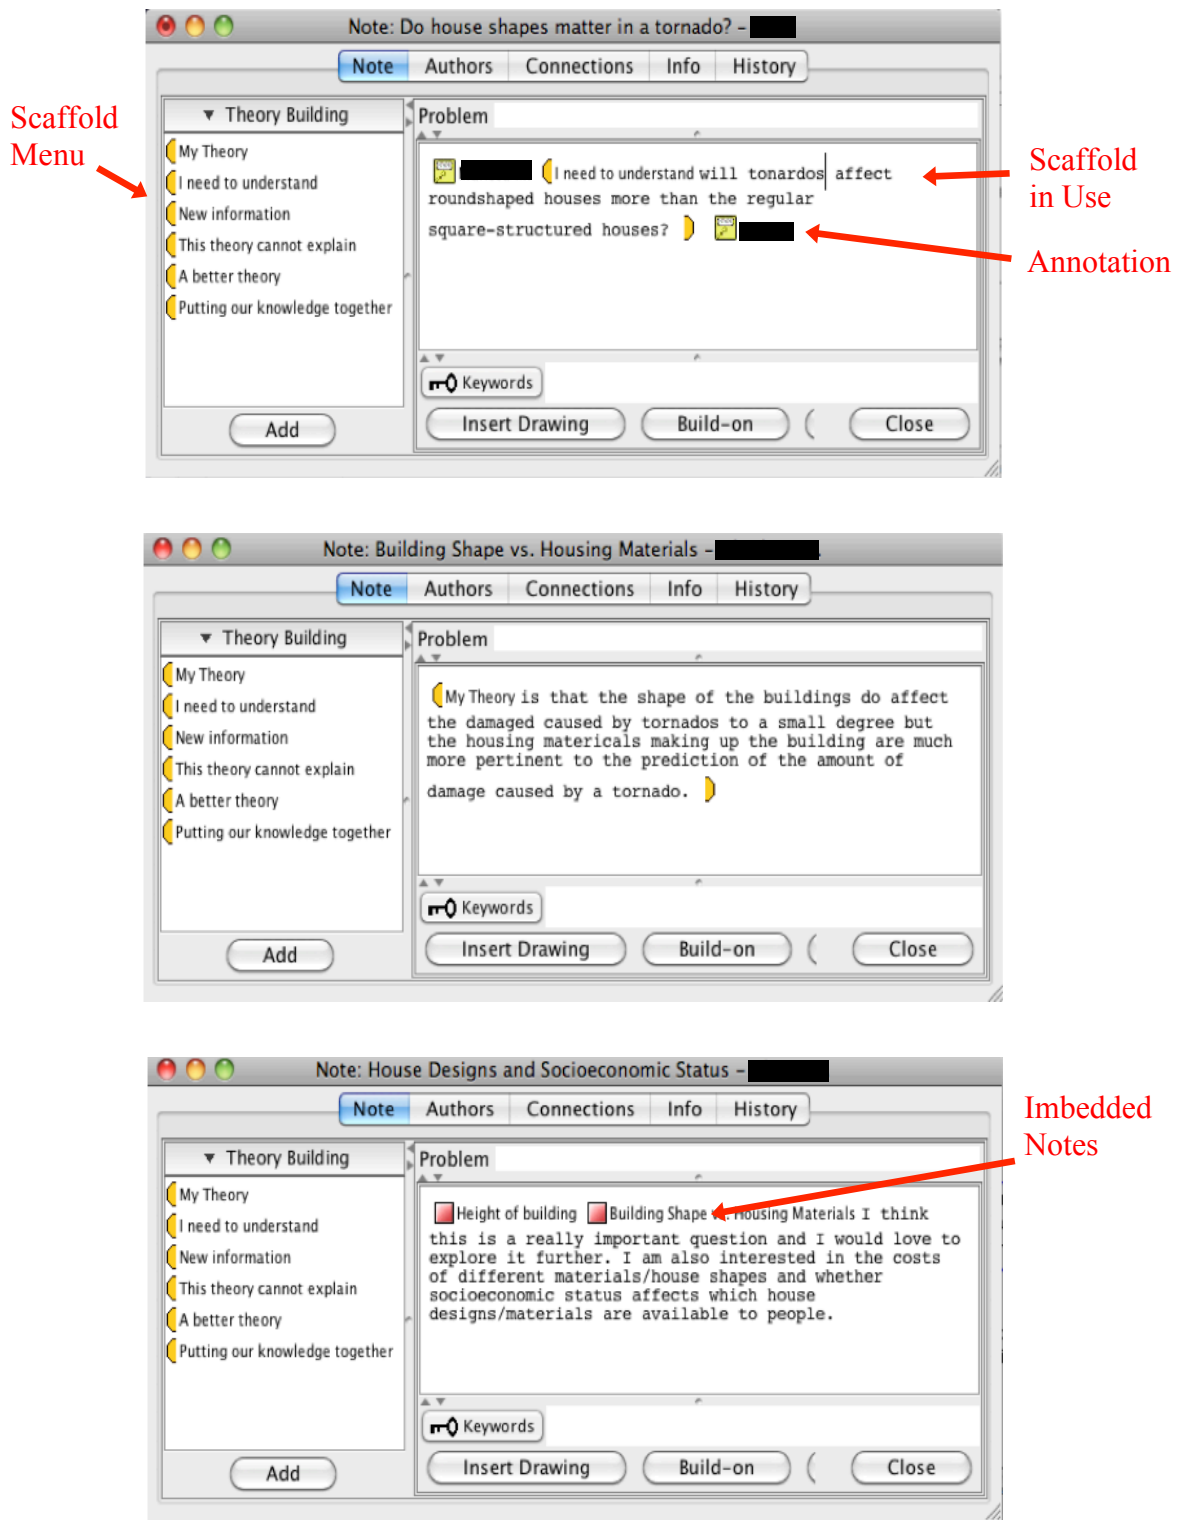 Note: Do house shapes matter in a tornado? –
Note Authors Connections Info History
Scaffold
Menu
Theory Building
My Theory
I need to understand
New information
This theory cannot explain
A better theory
Putting our knowledge together
Add
Problem
I need to understand will tonardos affect
roundshaped houses more than the regular
square-structured houses?
Keywords
Insert Drawing Build-on ( Close
Scaffold
in Use
Annotation
Note: Building Shape vs. Housing Materials –
Note Authors Connections Info History
Theory Building
My Theory
I need to understand
New information
This theory cannot explain
A better theory
Putting our knowledge together
Add
Problem
My Theory is that the shape of the buildings do affect
the damaged caused by tornados to a small degree but
the housing matericals making up the building are much
more pertinent to the prediction of the amount of
damage caused by a tornado.
Keywords
Insert Drawing Build-on ( Close
Note: House Designs and Socioeconomic Status –
Note Authors Connections Info History
Theory Building
My Theory
I need to understand
New information
This theory cannot explain
A better theory
Putting our knowledge together
Add
Problem
Height of building Building Shape vs. Housing Materials I think
this is a really important question and I would love to
explore it further. I am also interested in the costs
of different materials/house shapes and whether
socioeconomic status affects which house
designs/materials are available to people.
Keywords
Insert Drawing Build-on ( Close
Imbedded
Notes